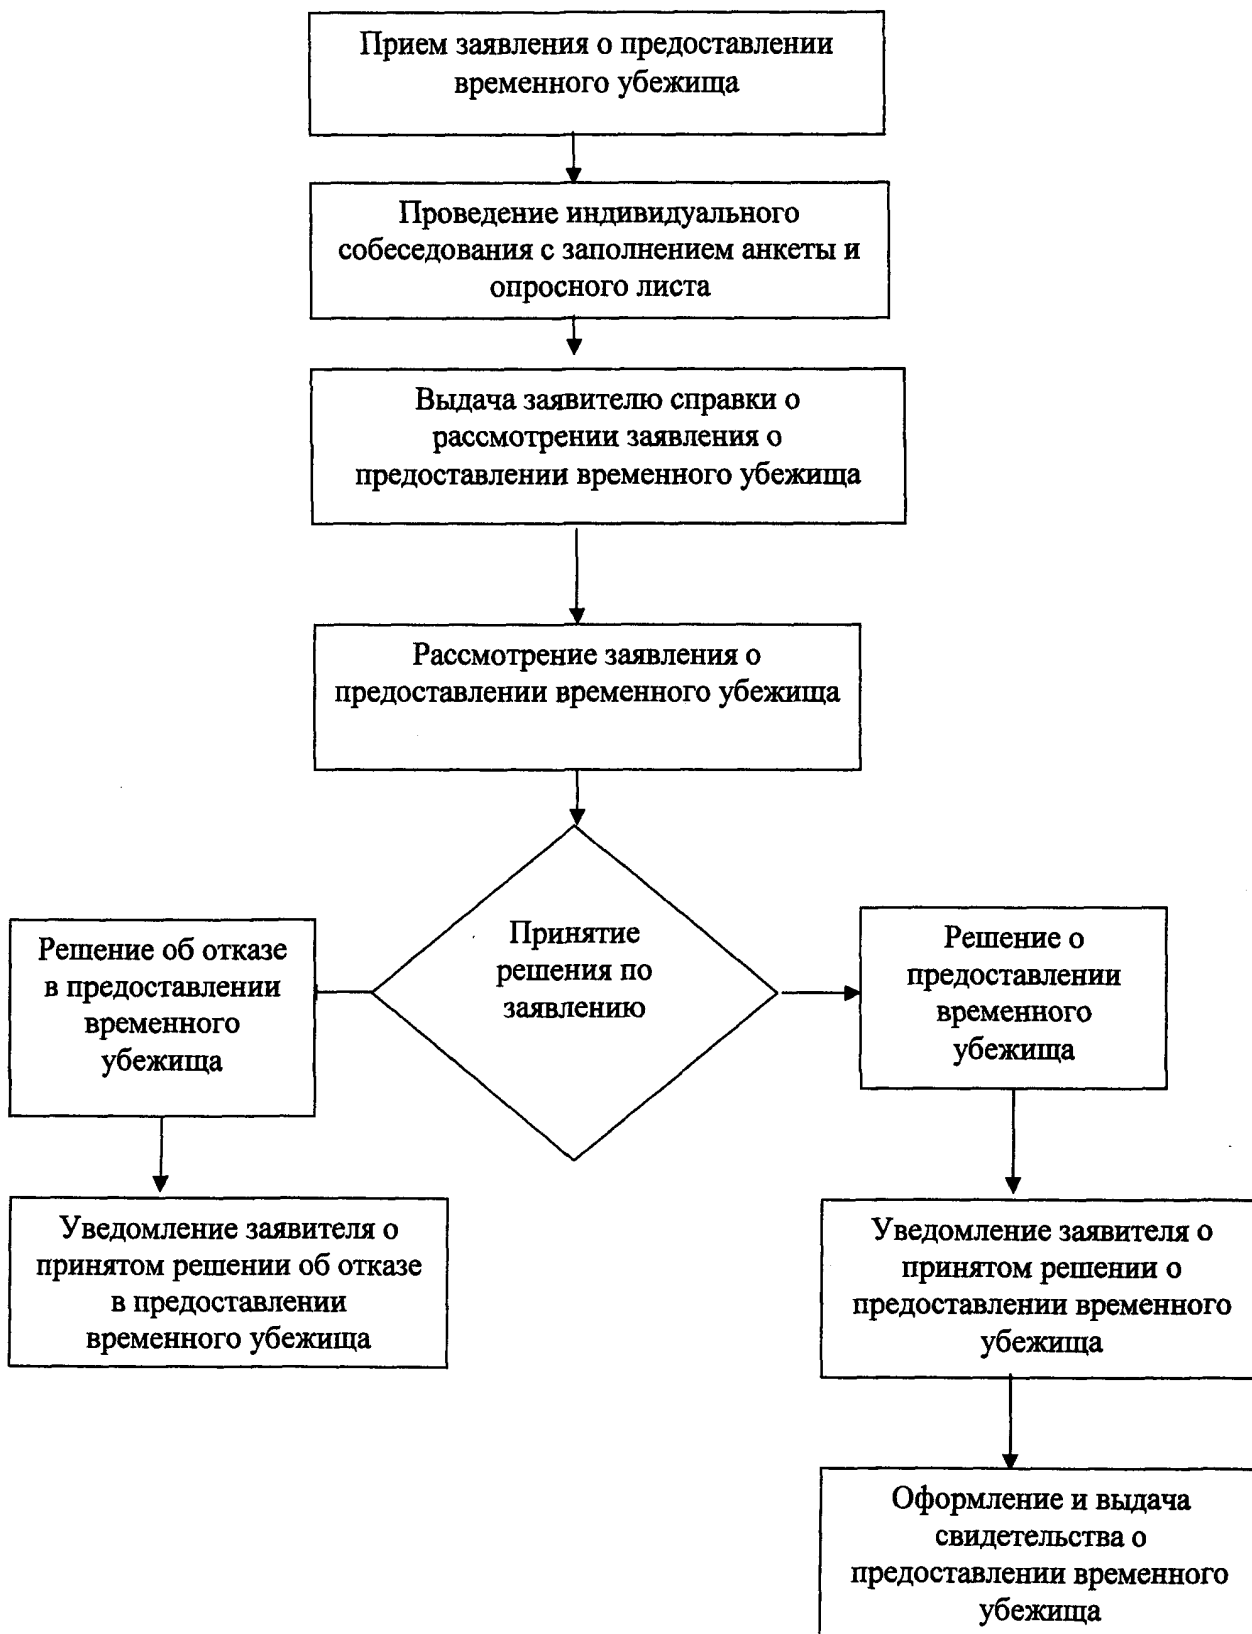 Прием заявления о предоставлении
временного убежища
Проведение индивидуального
собеседования с заполнением анкеты и
опросного листа
Выдача заявителю справки о
рассмотрении заявления о
предоставлении временного убежища
Рассмотрение заявления о
предоставлении временного убежища
Принятие
решения по
заявлению
Решение об отказе
в предоставлении
временного
убежища
Решение о
предоставлении
временного
убежища
Уведомление заявителя о
принятом решении об отказе
в предоставлении
временного убежища
Уведомление заявителя о
принятом решении о
предоставлении временного
убежища
Оформление и выдача
свидетельства о
предоставлении временного
убежища